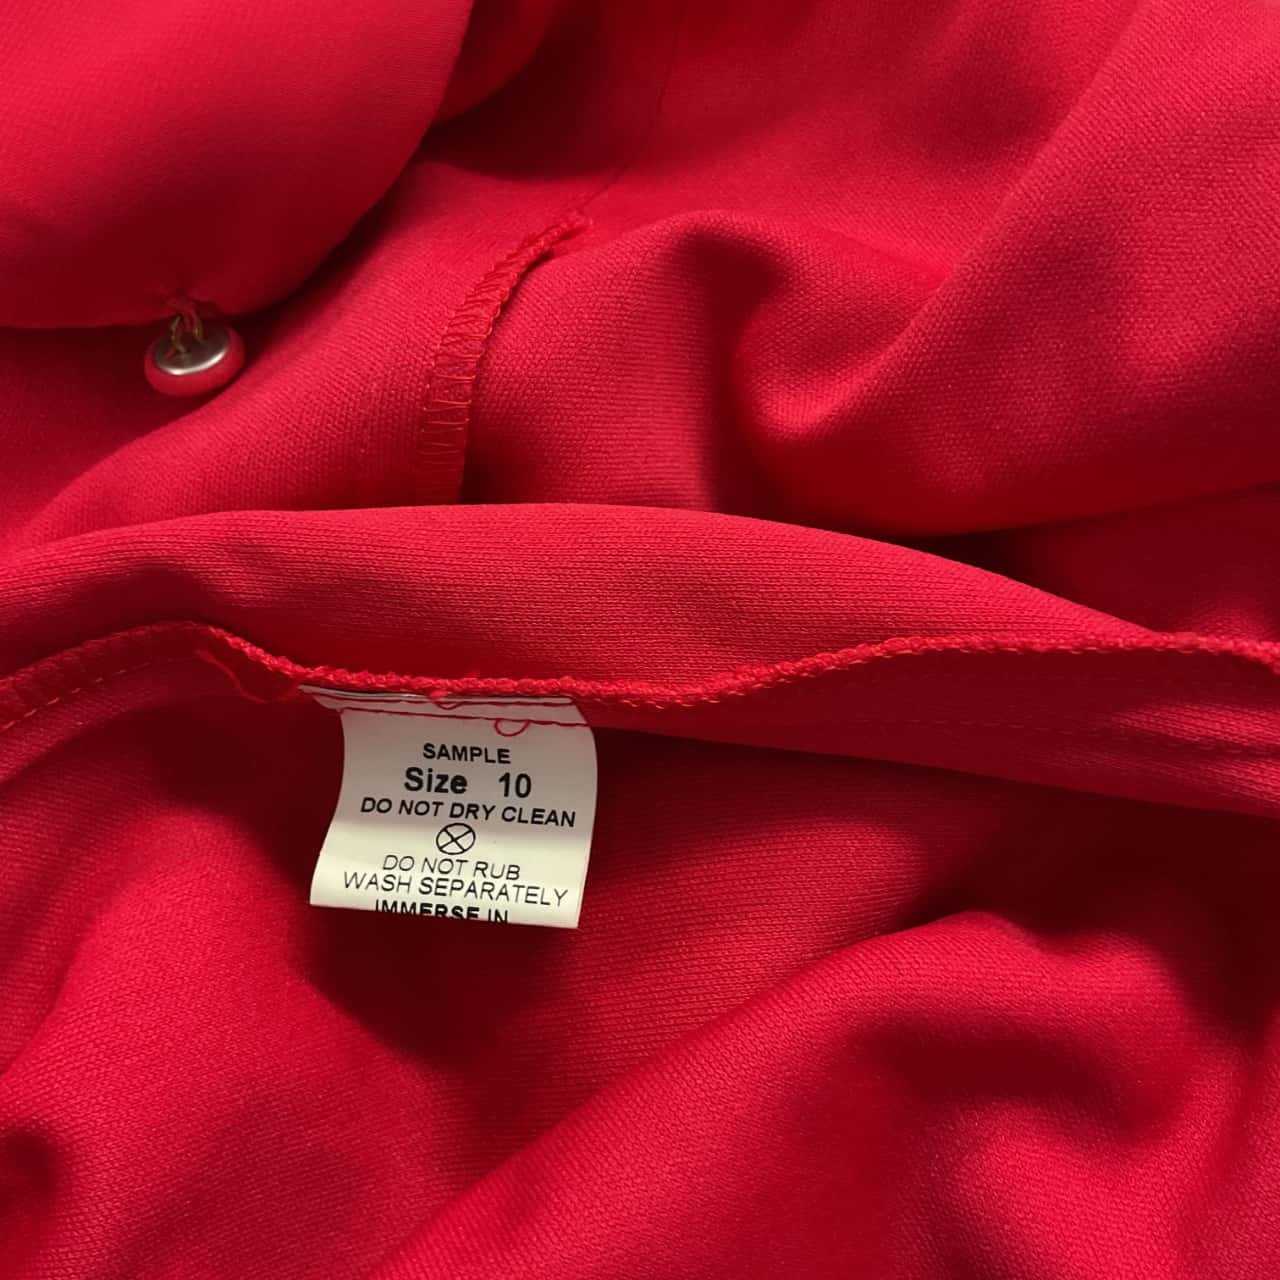 SAMPLE
Size 10
DO NOT DRY CLEAN
DO NOT RUB
WASH SEPARATELY
IMMERSE IN